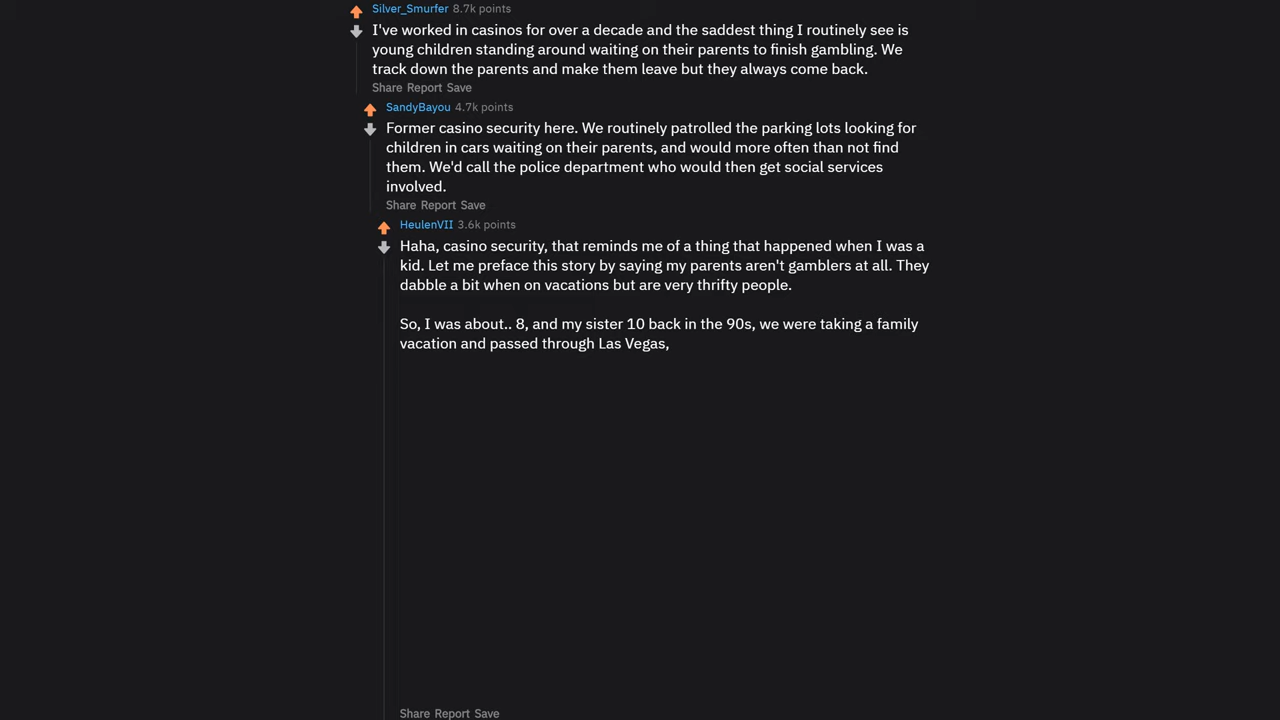 Silver_Smurfer 8.7k points
I've worked in casinos for over a decade and the saddest thing I routinely see is
young children standing around waiting on their parents to finish gambling. We
track down the parents and make them leave but they always come back.
Share Report Save
SandyBayou 4.7k points
Former casino security here. We routinely patrolled the parking lots looking for
children in cars waiting on their parents, and would more often than not find
them. We'd call the police department who would then get social services
involved.
Share Report Save
HeulenVII 3.6k points
Haha, casino security, that reminds me of a thing that happened when I was a
kid. Let me preface this story by saying my parents aren't gamblers at all. They
dabble a bit when on vacations but are very thrifty people.
So, I was about.. 8, and my sister 10 back in the 90s, we were taking a family
vacation and passed through Las Vegas,
Share Report Save